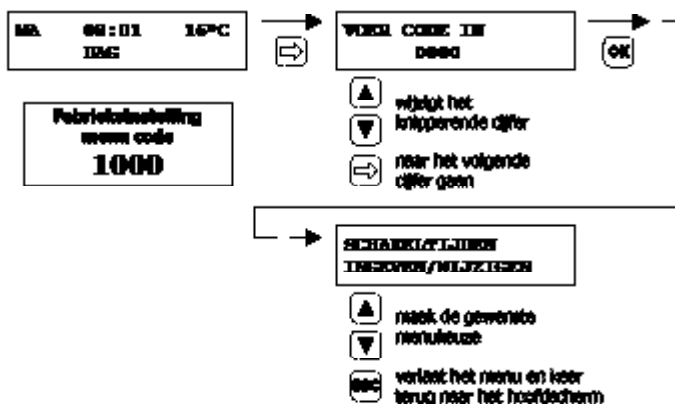 MA 08:01 16°C
DAG
VOER CODE IN
0000
OK
wijzigt het
knipperende cijfer
naar het volgende
cijfer gaan
Fabrieksinstelling
menu code
1000
SCHAKELTIJDEN
INGEVEN/WIJZIGEN
maak de gewenste
menukeuze
ESC
verlaat het menu en keer
terug naar het hoofdscherm